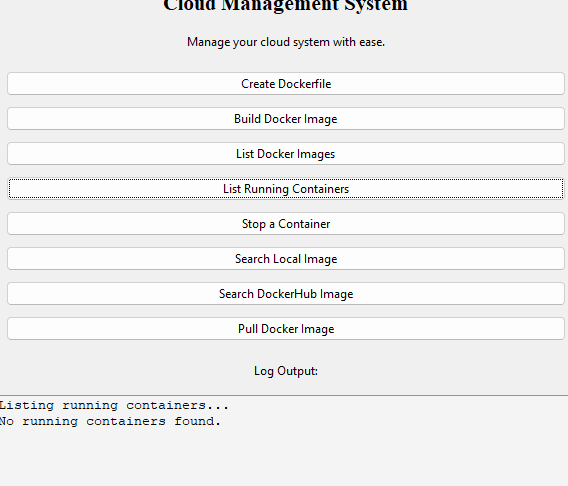 Cloud Management System
Manage your cloud system with ease.
Create Dockerfile
Build Docker Image
List Docker Images
List Running Containers
Stop a Container
Search Local Image
Search DockerHub Image
Pull Docker Image
Log Output:
Listing running containers...
No running containers found.